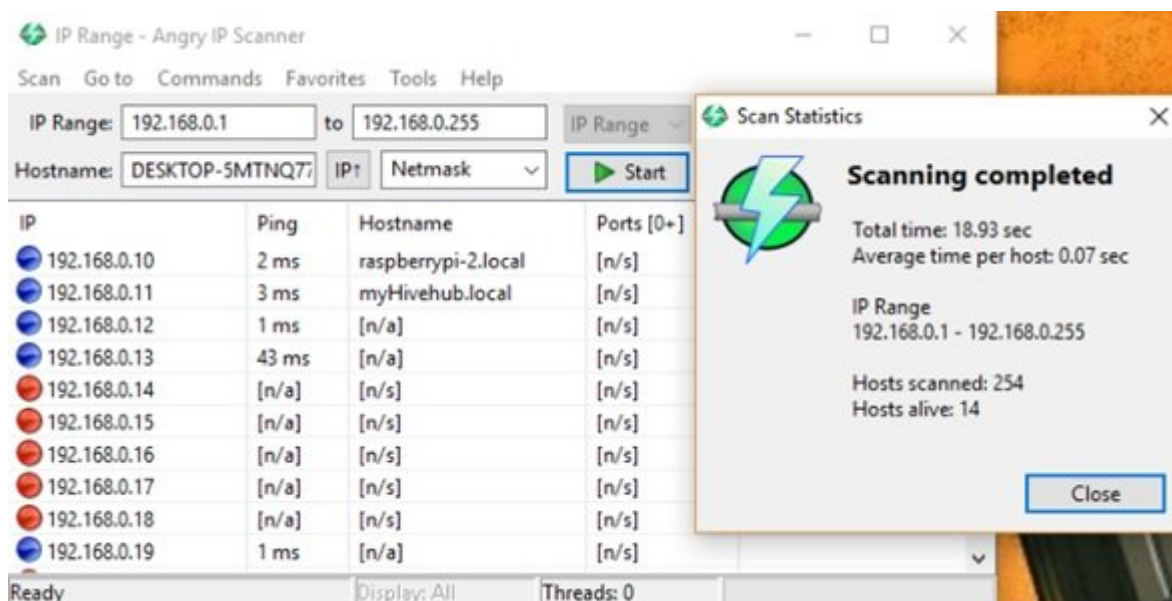 IP Range - Angry IP Scanner
Scan Go to Commands Favorites Tools Help
IP Range: 192.168.0.1 to 192.168.0.255 IP Range
Hostname: DESKTOP-5MTNQ7 IP↑ Netmask Start
IP Ping Hostname Ports [0+]
192.168.0.10 2 ms raspberrypi-2.local [n/s]
192.168.0.11 3 ms myHivehub.local [n/s]
192.168.0.12 1 ms [n/a] [n/s]
192.168.0.13 43 ms [n/a] [n/s]
192.168.0.14 [n/a] [n/s] [n/s]
192.168.0.15 [n/a] [n/s] [n/s]
192.168.0.16 [n/a] [n/s] [n/s]
192.168.0.17 [n/a] [n/s] [n/s]
192.168.0.18 [n/a] [n/s] [n/s]
192.168.0.19 1 ms [n/a] [n/s]
Ready Display: All Threads: 0
Scan Statistics
Scanning completed
Total time: 18.93 sec
Average time per host: 0.07 sec
IP Range
192.168.0.1 - 192.168.0.255
Hosts scanned: 254
Hosts alive: 14
Close